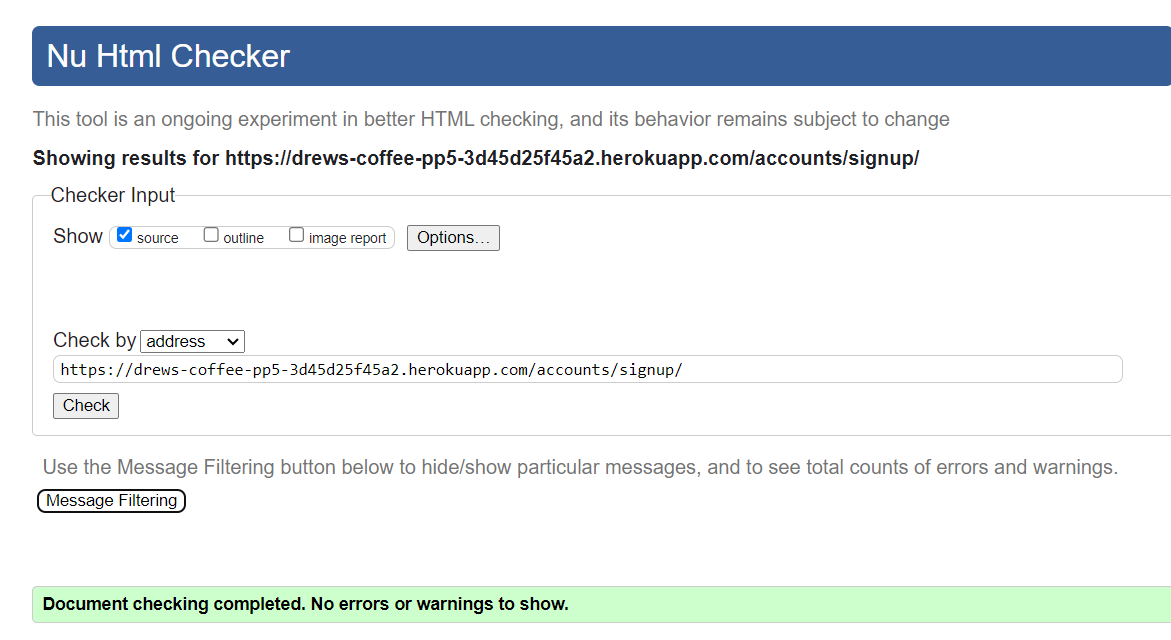 Nu Html Checker
This tool is an ongoing experiment in better HTML checking, and its behavior remains subject to change
Showing results for https://drews-coffee-pp5-3d45d25f45a2.herokuapp.com/accounts/signup/
Checker Input
Show source outline image report Options...
Check by address
https://drews-coffee-pp5-3d45d25f45a2.herokuapp.com/accounts/signup/
Check
Use the Message Filtering button below to hide/show particular messages, and to see total counts of errors and warnings.
Message Filtering
Document checking completed. No errors or warnings to show.